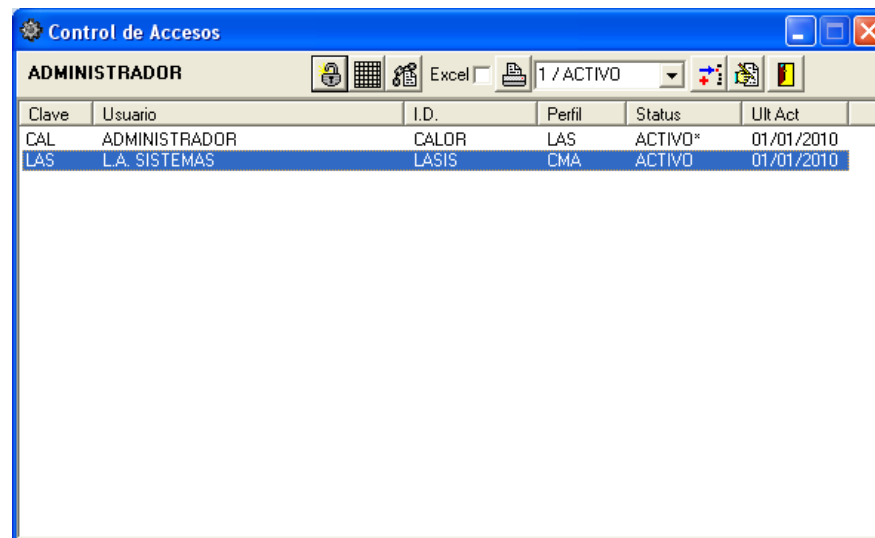 Control de Accesos
ADMINISTRADOR Excel 1 / ACTIVO
Clave Usuario I.D. Perfil Status Ult Act
CAL ADMINISTRADOR CALOR LAS ACTIVO* 01/01/2010
LAS L.A. SISTEMAS LASIS CMA ACTIVO 01/01/2010